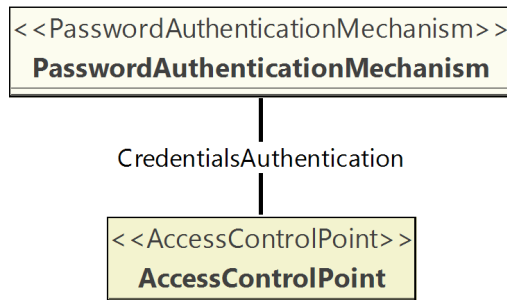 <<PasswordAuthenticationMechanism>>
PasswordAuthenticationMechanism
CredentialsAuthentication
<<AccessControlPoint>>
AccessControlPoint